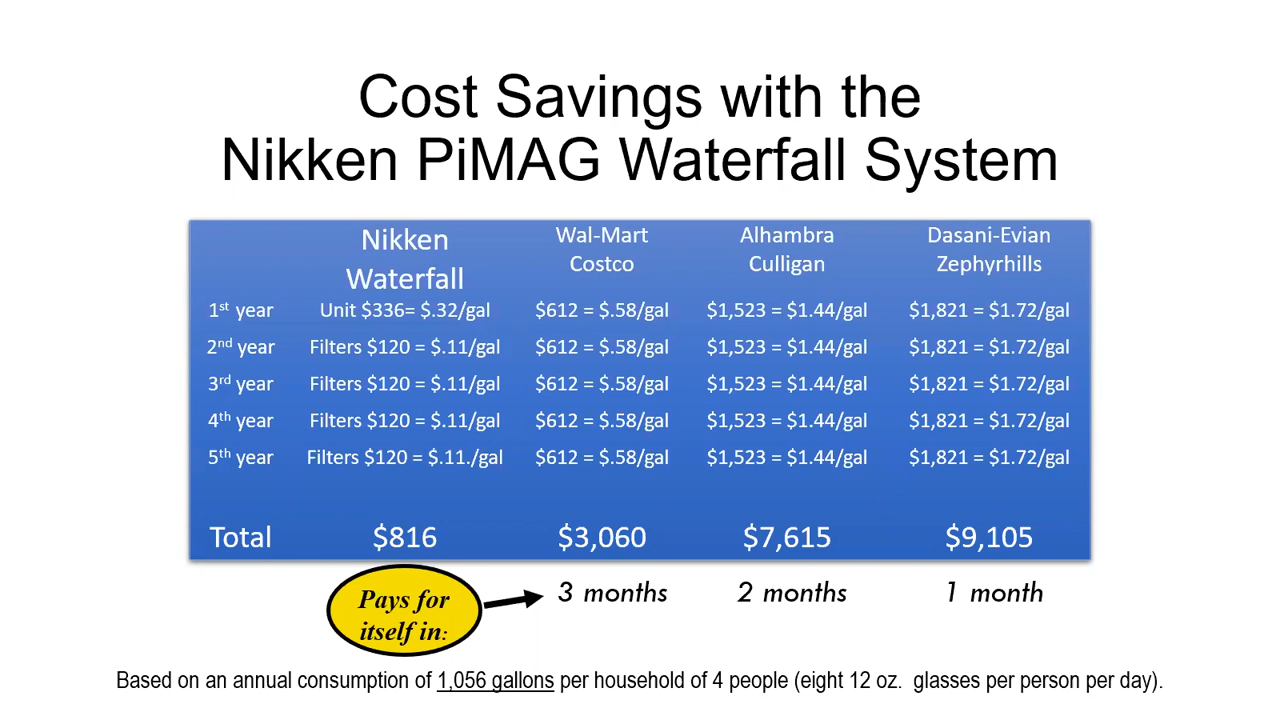 Cost Savings with the
Nikken PiMAG Waterfall System
Nikken Waterfall Wal-Mart Costco Alhambra Culligan Dasani-Evian Zephyrhills
1st year Unit $336= $.32/gal $612 = $.58/gal $1,523 = $1.44/gal $1,821 = $1.72/gal
2nd year Filters $120 = $.11/gal $612 = $.58/gal $1,523 = $1.44/gal $1,821 = $1.72/gal
3rd year Filters $120 = $.11/gal $612 = $.58/gal $1,523 = $1.44/gal $1,821 = $1.72/gal
4th year Filters $120 = $.11/gal $612 = $.58/gal $1,523 = $1.44/gal $1,821 = $1.72/gal
5th year Filters $120 = $.11./gal $612 = $.58/gal $1,523 = $1.44/gal $1,821 = $1.72/gal
Total $816 $3,060 $7,615 $9,105
Pays for
itself in: 3 months 2 months 1 month
Based on an annual consumption of 1,056 gallons per household of 4 people (eight 12 oz. glasses per person per day).